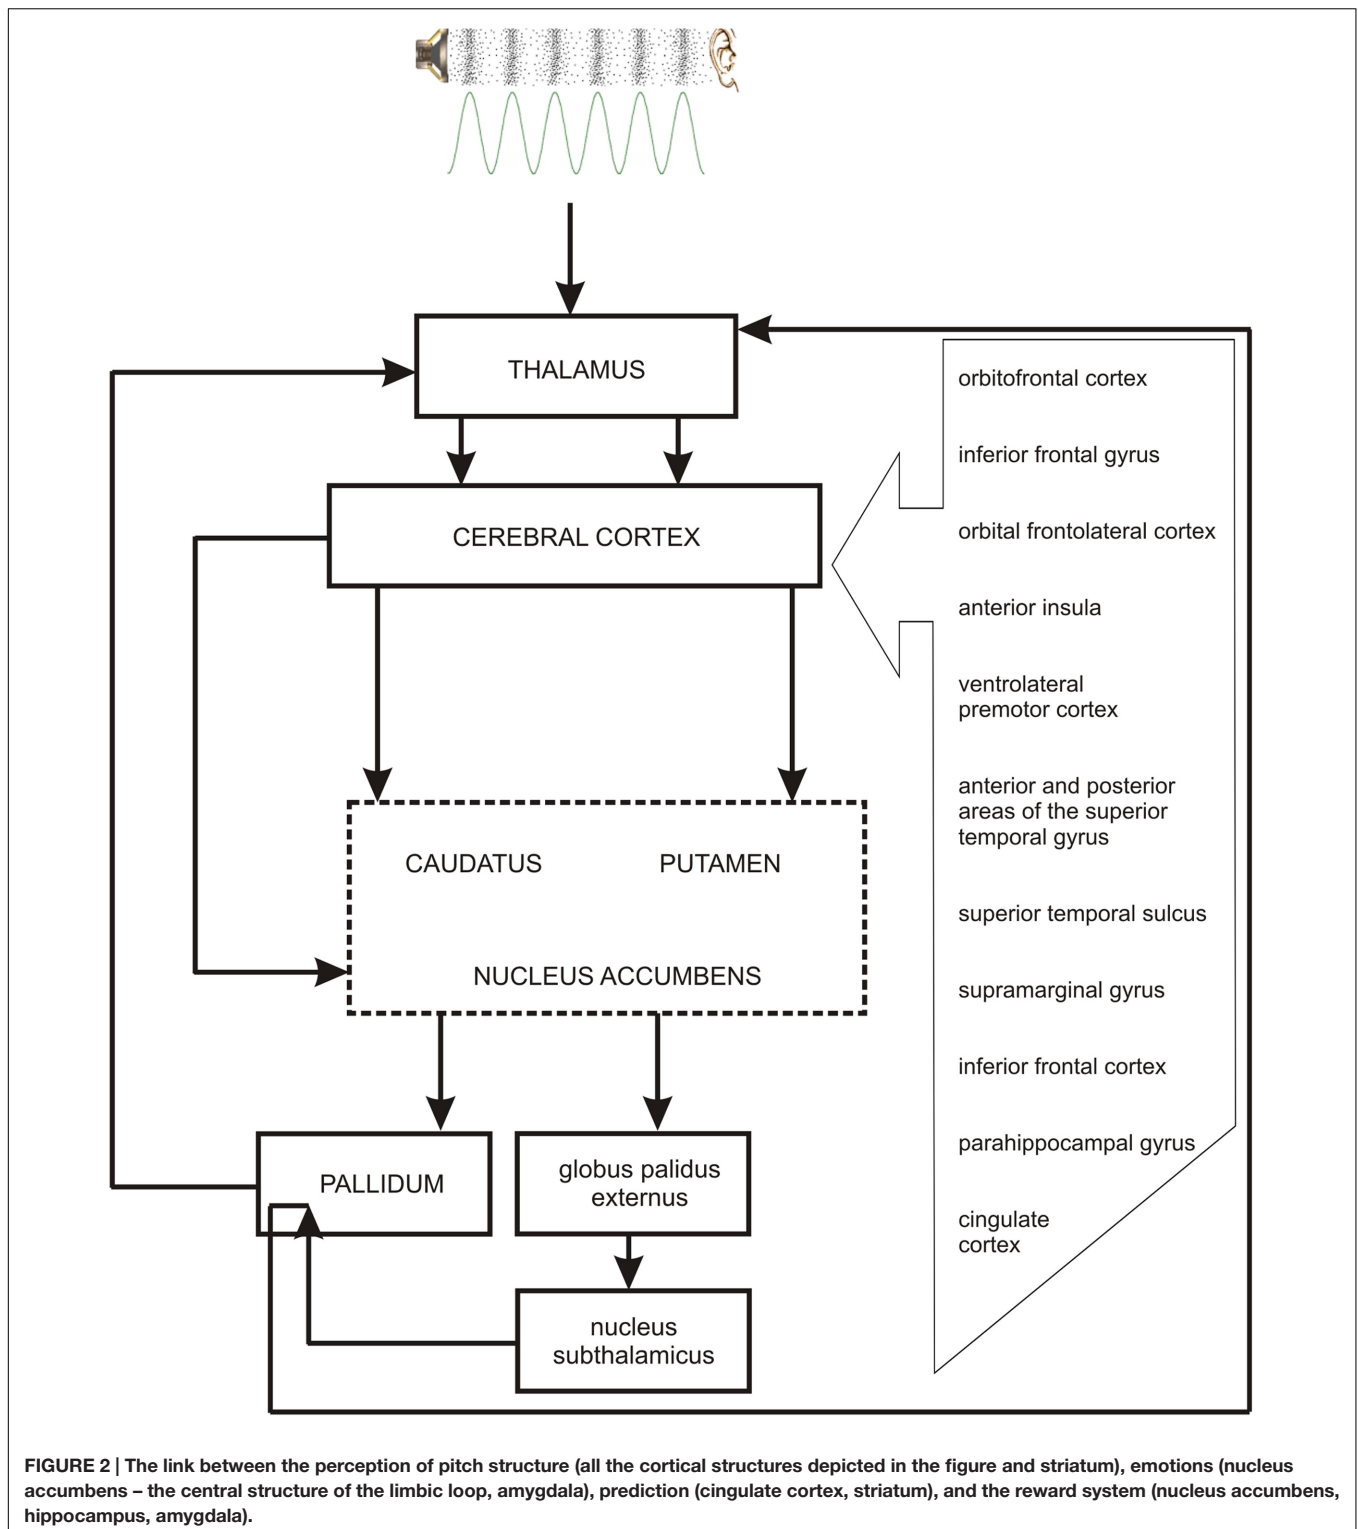 THALAMUS
CEREBRAL CORTEX
CAUDATUS
PUTAMEN
NUCLEUS ACCUMBENS
PALLIDUM
globus palidus
externus
nucleus
subthalamicus
orbitofrontal cortex
inferior frontal gyrus
orbital frontolateral cortex
anterior insula
ventrolateral
premotor cortex
anterior and posterior
areas of the superior
temporal gyrus
superior temporal sulcus
supramarginal gyrus
inferior frontal cortex
parahippocampal gyrus
cingulate
cortex
FIGURE 2 | The link between the perception of pitch structure (all the cortical structures depicted in the figure and striatum), emotions (nucleus
accumbens – the central structure of the limbic loop, amygdala), prediction (cingulate cortex, striatum), and the reward system (nucleus accumbens,
hippocampus, amygdala).